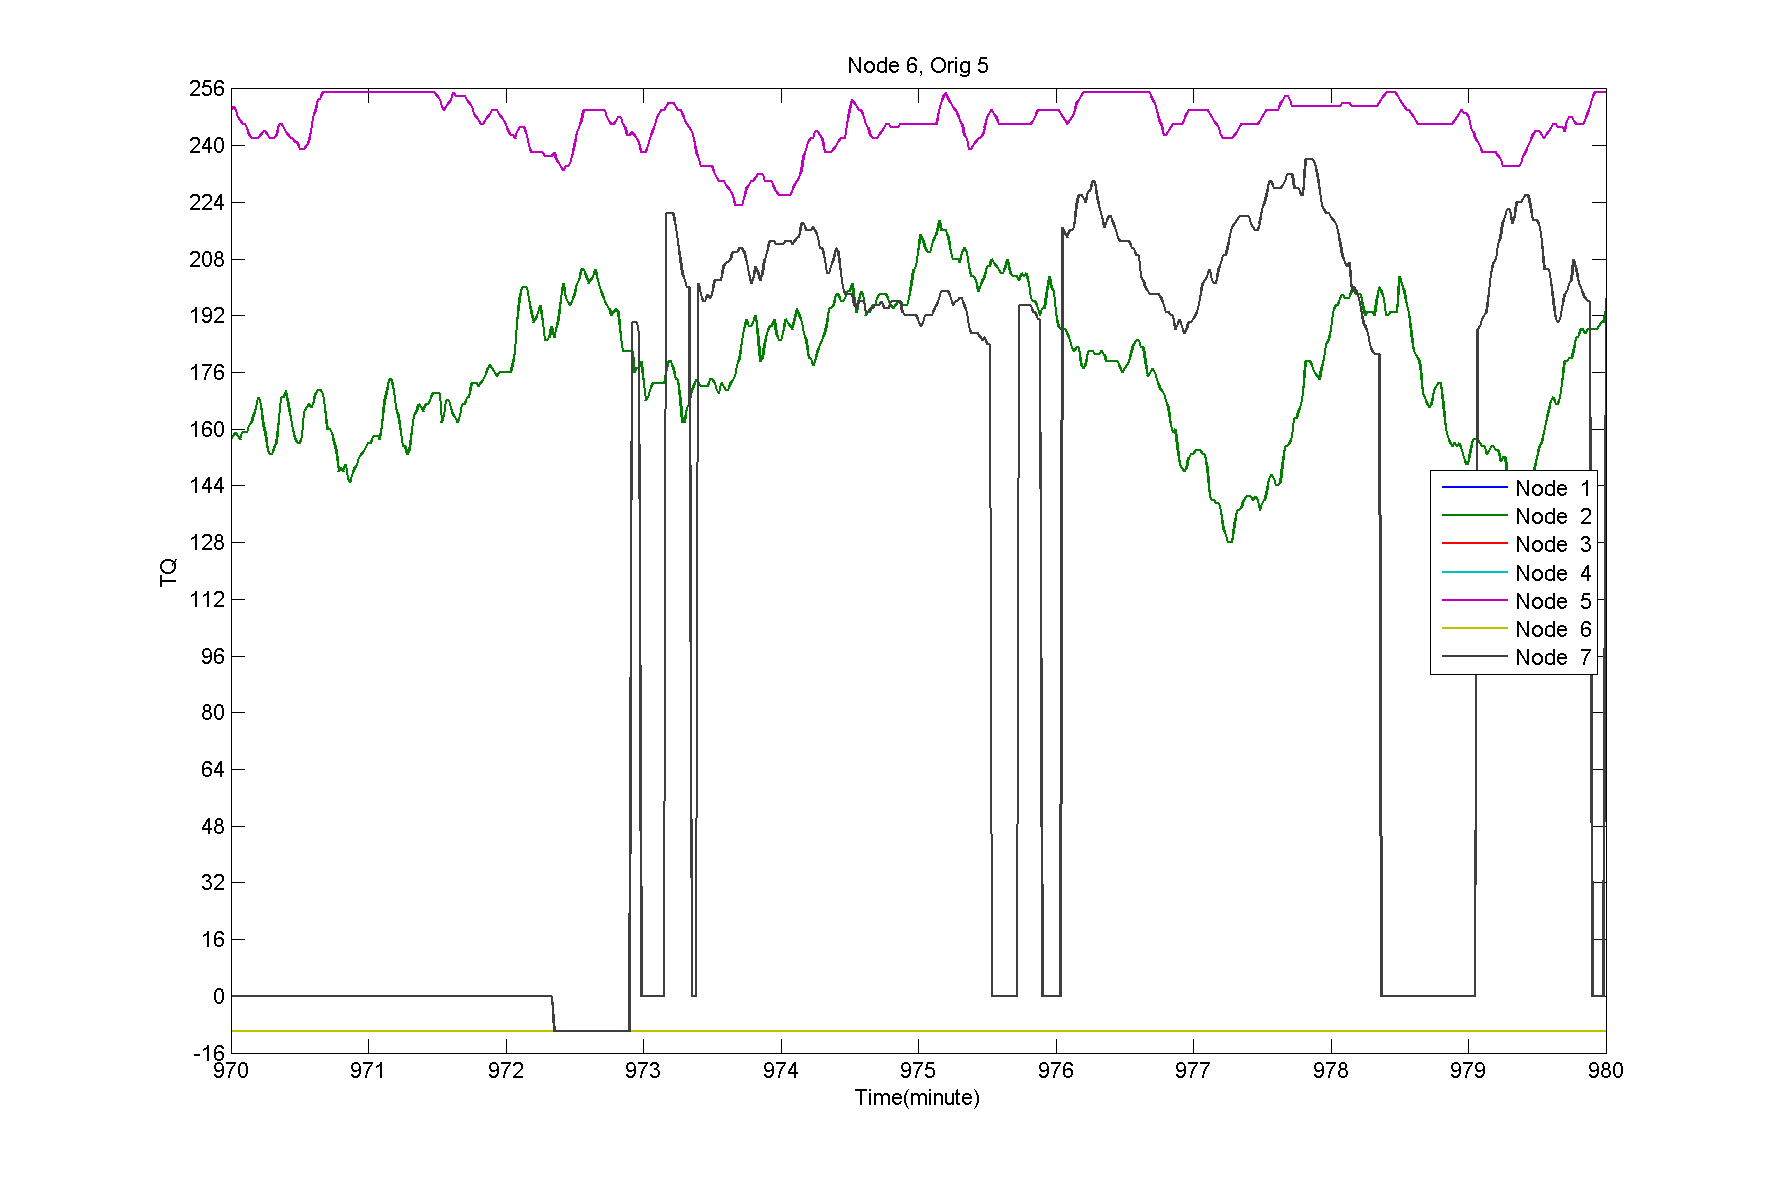 Node 6, Orig 5
256
240
224
208
192
176
160
144
128
112
96
80
64
48
32
16
0
-16
TQ
Node 1
Node 2
Node 3
Node 4
Node 5
Node 6
Node 7
970 971 972 973 974 975 976 977 978 979 980
Time(minute)